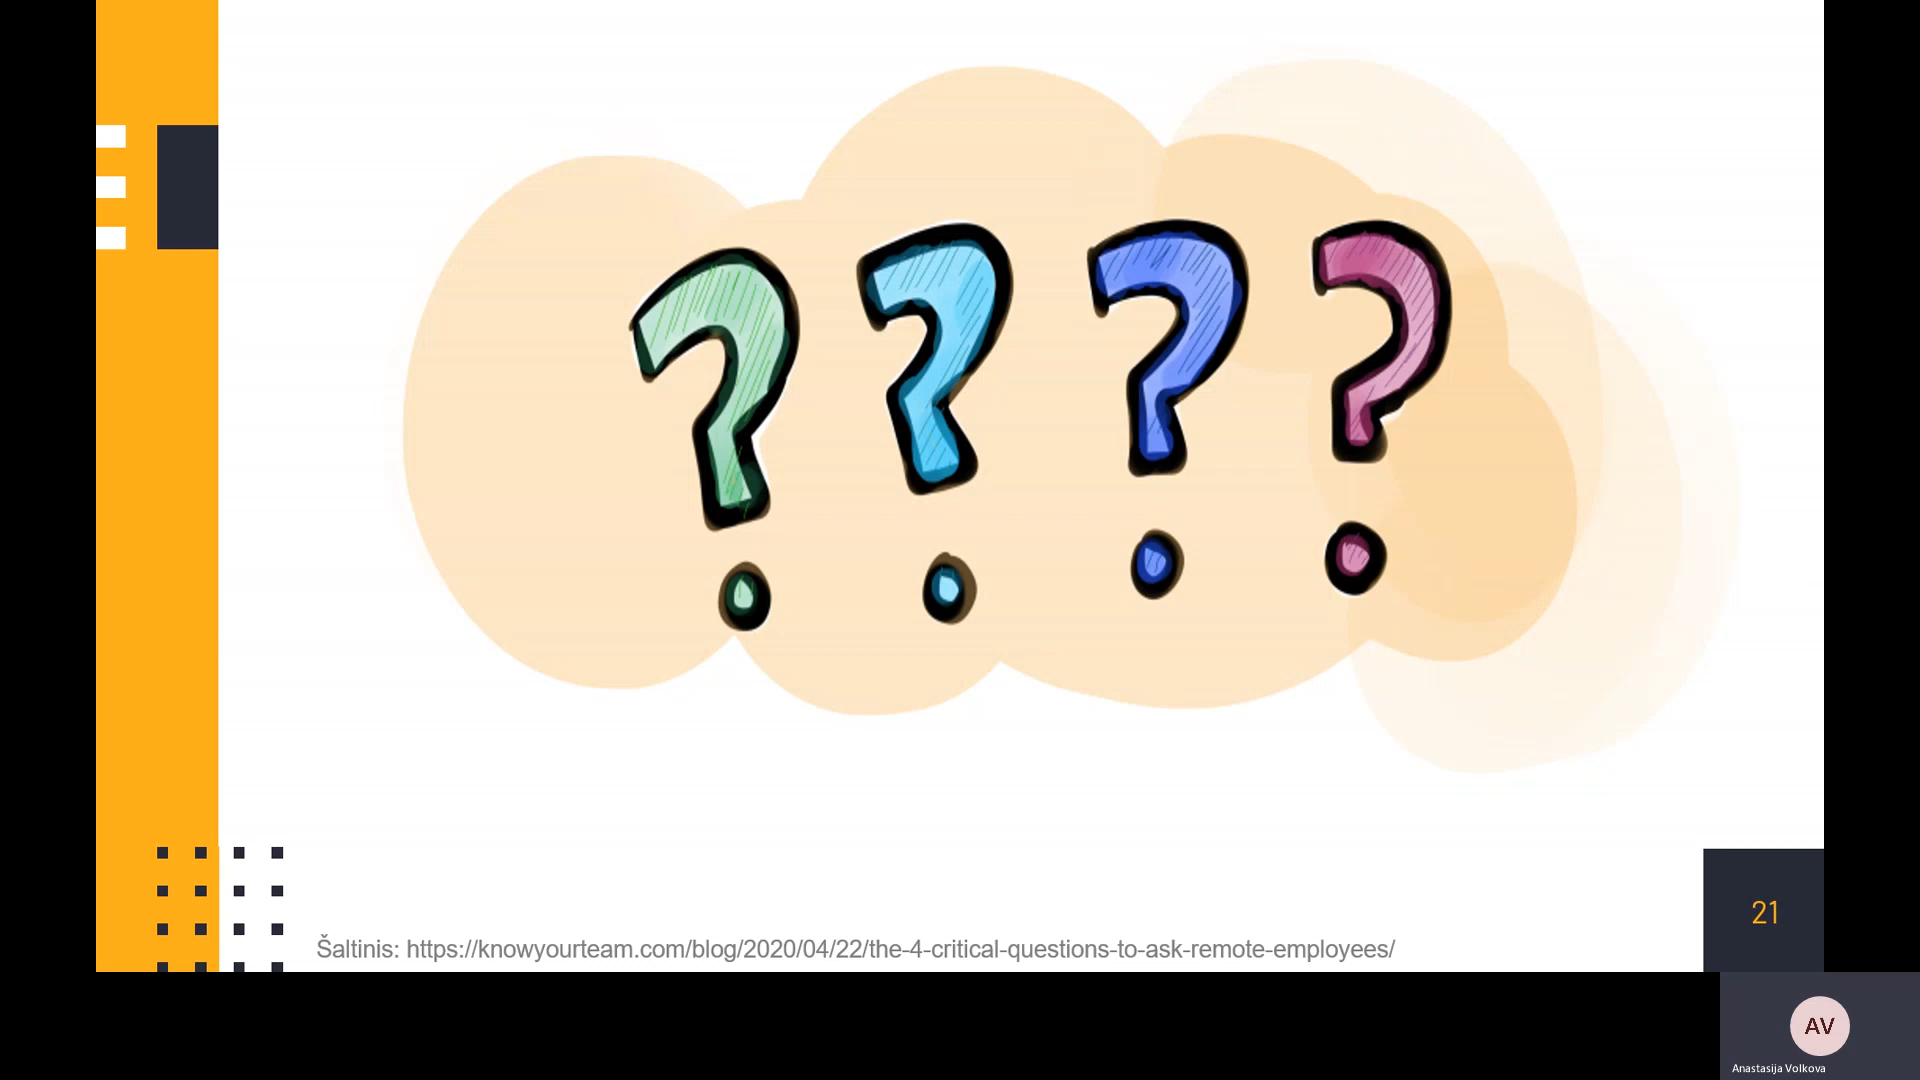 ? ? ? ?
Šaltinis: https://knowyourteam.com/blog/2020/04/22/the-4-critical-questions-to-ask-remote-employees/
21
AV
Anastasija Volkova